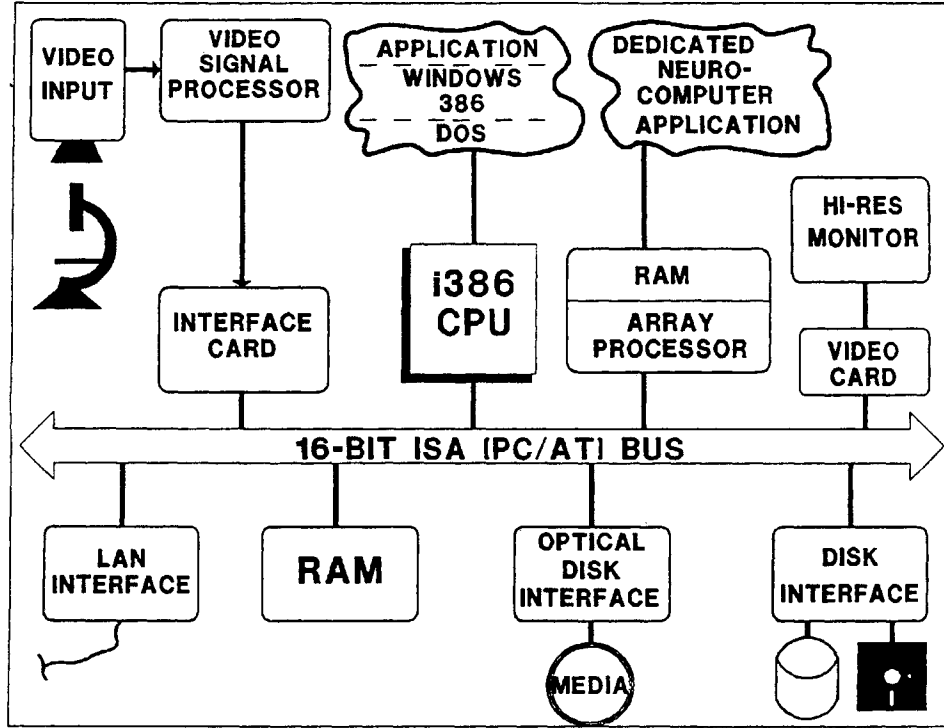 VIDEO
INPUT
VIDEO
SIGNAL
PROCESSOR
APPLICATION
WINDOWS
386
DOS
DEDICATED
NEURO-
COMPUTER
APPLICATION
HI-RES
MONITOR
INTERFACE
CARD
i386
CPU
RAM
ARRAY
PROCESSOR
VIDEO
CARD
16-BIT ISA (PC/AT) BUS
LAN
INTERFACE
RAM
OPTICAL
DISK
INTERFACE
DISK
INTERFACE
MEDIA